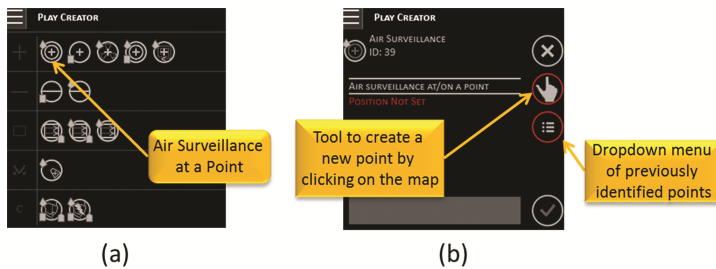 PLAY CREATOR
Air Surveillance
at a Point
(a)
PLAY CREATOR
AIR SURVEILLANCE
ID: 39
AIR SURVEILLANCE AT/ON A POINT
POSITION NOT SET
Tool to create a
new point by
clicking on the map
Dropdown menu
of previously
identified points
(b)